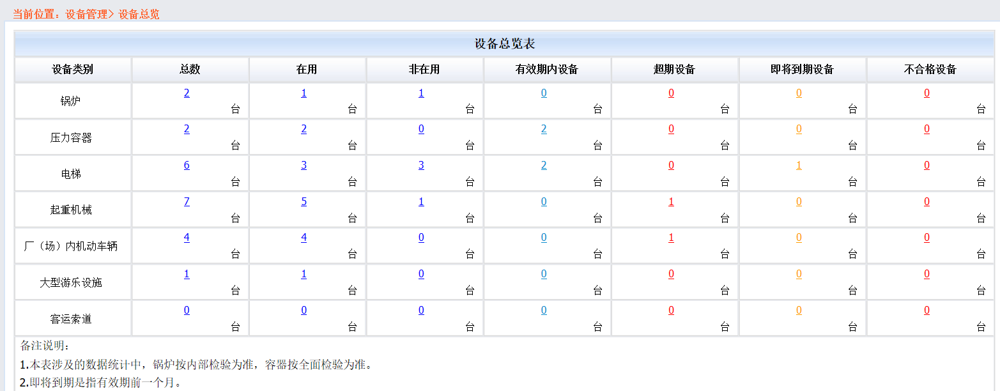 当前位置：设备管理> 设备总览
设备总览表
设备类别 总数 在用 非在用 有效期内设备 超期设备 即将到期设备 不合格设备
锅炉 2台 1台 1台 0台 0台 0台 0台
压力容器 2台 2台 0台 2台 0台 0台 0台
电梯 6台 3台 3台 2台 0台 1台 0台
起重机械 7台 5台 1台 0台 1台 0台 0台
厂（场）内机动车辆 4台 4台 0台 0台 1台 0台 0台
大型游乐设施 1台 1台 0台 0台 0台 0台 0台
客运索道 0台 0台 0台 0台 0台 0台 0台
备注说明：
1.本表涉及的数据统计中，锅炉按内部检验为准，容器按全面检验为准。
2.即将到期是指有效期前一个月。